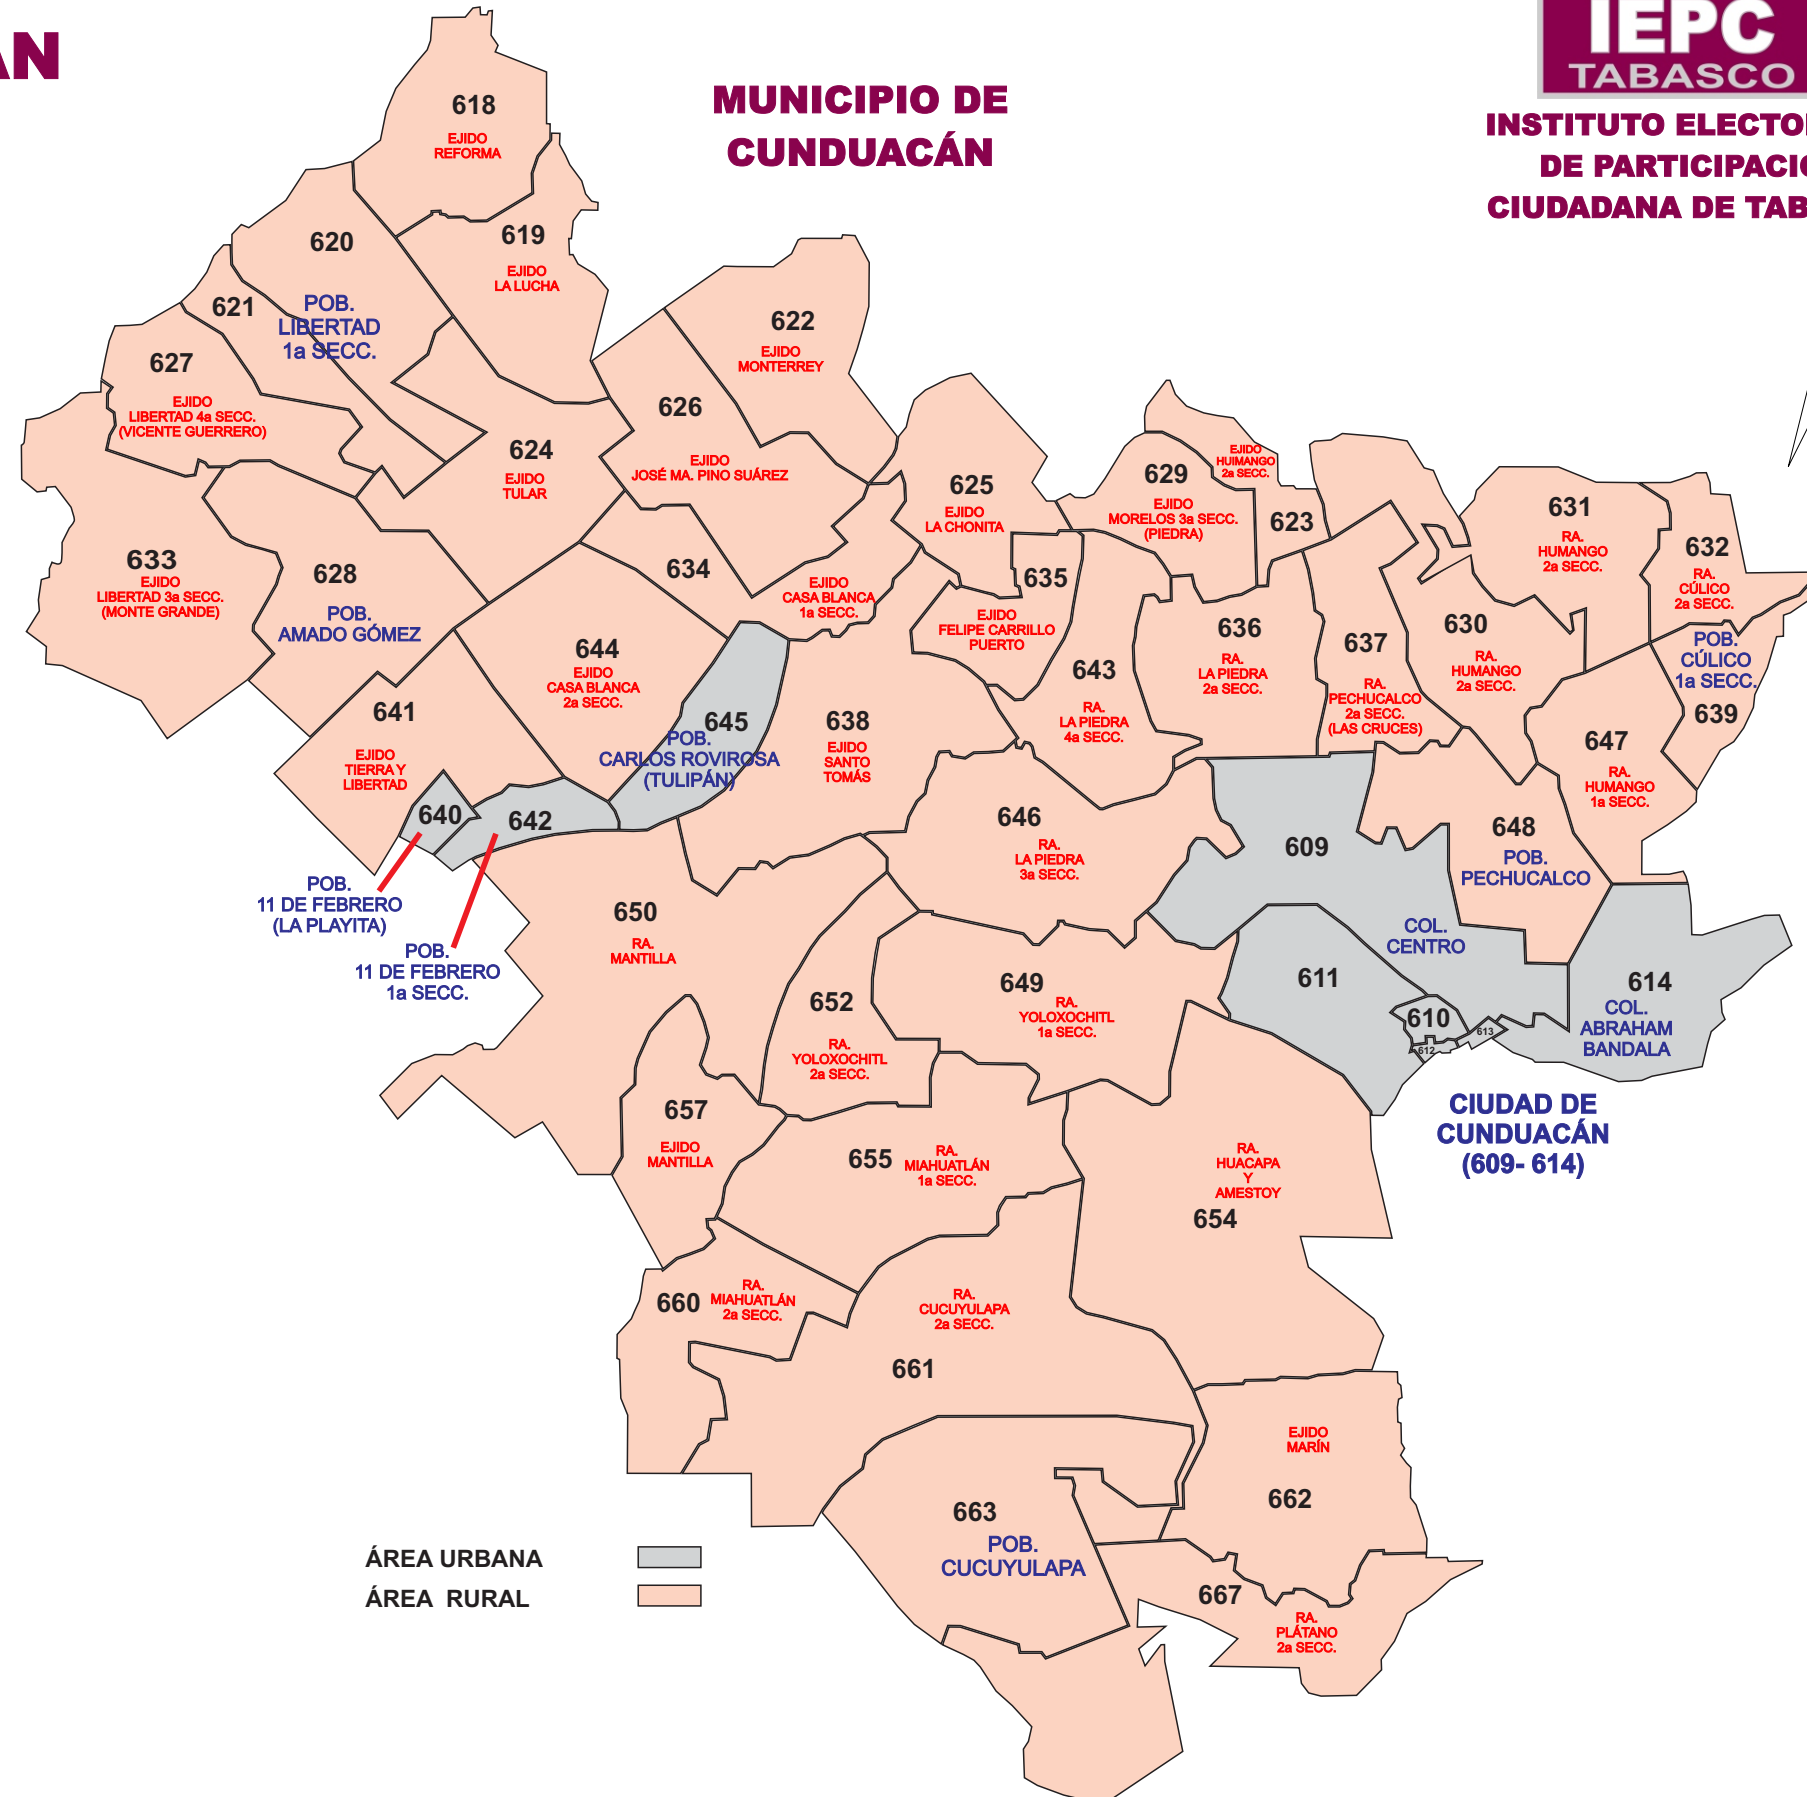 ÁN
MUNICIPIO DE
CUNDUACÁN
IEPC
TABASCO
INSTITUTO ELECTO
DE PARTICIPACI
CIUDADANA DE TAB
618
EJIDO
REFORMA
619
EJIDO
LA LUCHA
620
POB.
LIBERTAD
1a SECC.
621
622
EJIDO
MONTERREY
627
EJIDO
LIBERTAD 4a SECC.
(VICENTE GUERRERO)
626
EJIDO
JOSÉ MA. PINO SUÁREZ
624
EJIDO
TULAR
625
EJIDO
LA CHONITA
629
EJIDO
MORELOS 3a SECC.
(PIEDRA)
EJIDO
HUIMANGO
2a SECC.
623
631
RA.
HUMANGO
2a SECC.
632
RA.
CÚLICO
2a SECC.
633
EJIDO
LIBERTAD 3a SECC.
(MONTE GRANDE)
628
POB.
AMADO GÓMEZ
634
EJIDO
CASA BLANCA
1a SECC.
635
EJIDO
FELIPE CARRILLO
PUERTO
636
RA.
LA PIEDRA
2a SECC.
637
RA.
PECHUCALCO
2a SECC.
(LAS CRUCES)
630
RA.
HUMANGO
2a SECC.
POB.
CÚLICO
1a SECC.
639
644
EJIDO
CASA BLANCA
2a SECC.
643
RA.
LA PIEDRA
4a SECC.
641
EJIDO
TIERRA Y
LIBERTAD
645
POB.
CARLOS ROVIROSA
(TULIPÁN)
638
EJIDO
SANTO
TOMÁS
647
RA.
HUMANGO
1a SECC.
640
642
646
RA.
LA PIEDRA
3a SECC.
609
648
POB.
PECHUCALCO
POB.
11 DE FEBRERO
(LA PLAYITA)
POB.
11 DE FEBRERO
1a SECC.
650
RA.
MANTILLA
COL.
CENTRO
652
RA.
YOLOXOCHITL
2a SECC.
649
RA.
YOLOXOCHITL
1a SECC.
611
610
612
613
614
COL.
ABRAHAM
BANDALA
CIUDAD DE
CUNDUACÁN
(609- 614)
657
EJIDO
MANTILLA
655
RA.
MIAHUATLÁN
1a SECC.
RA.
HUACAPA
Y
AMESTOY
654
660
RA.
MIAHUATLÁN
2a SECC.
RA.
CUCUYULAPA
2a SECC.
661
EJIDO
MARÍN
662
663
POB.
CUCUYULAPA
667
RA.
PLÁTANO
2a SECC.
ÁREA URBANA
ÁREA RURAL